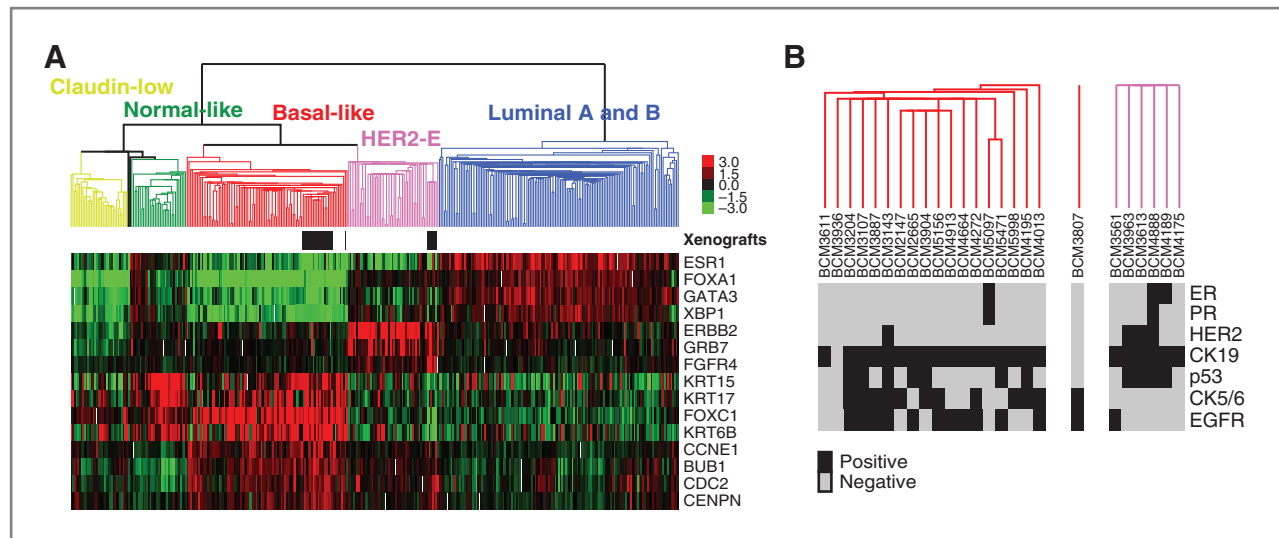 A
Claudin-low
Normal-like
Basal-like
HER2-E
Luminal A and B
3.0
1.5
0.0
−1.5
−3.0
Xenografts
ESR1
FOXA1
GATA3
XBP1
ERBB2
GRB7
FGFR4
KRT15
KRT17
FOXC1
KRT6B
CCNE1
BUB1
CDC2
CENPN
B
BCM3611
BCM3936
BCM3204
BCM3107
BCM3887
BCM3143
BCM2147
BCM2665
BCM3904
BCM5156
BCM4913
BCM4664
BCM4272
BCM5097
BCM5471
BCM5998
BCM4195
BCM4013
BCM3807
BCM3561
BCM3963
BCM3613
BCM4888
BCM4189
BCM4175
ER
PR
HER2
CK19
p53
CK5/6
EGFR
Positive
Negative